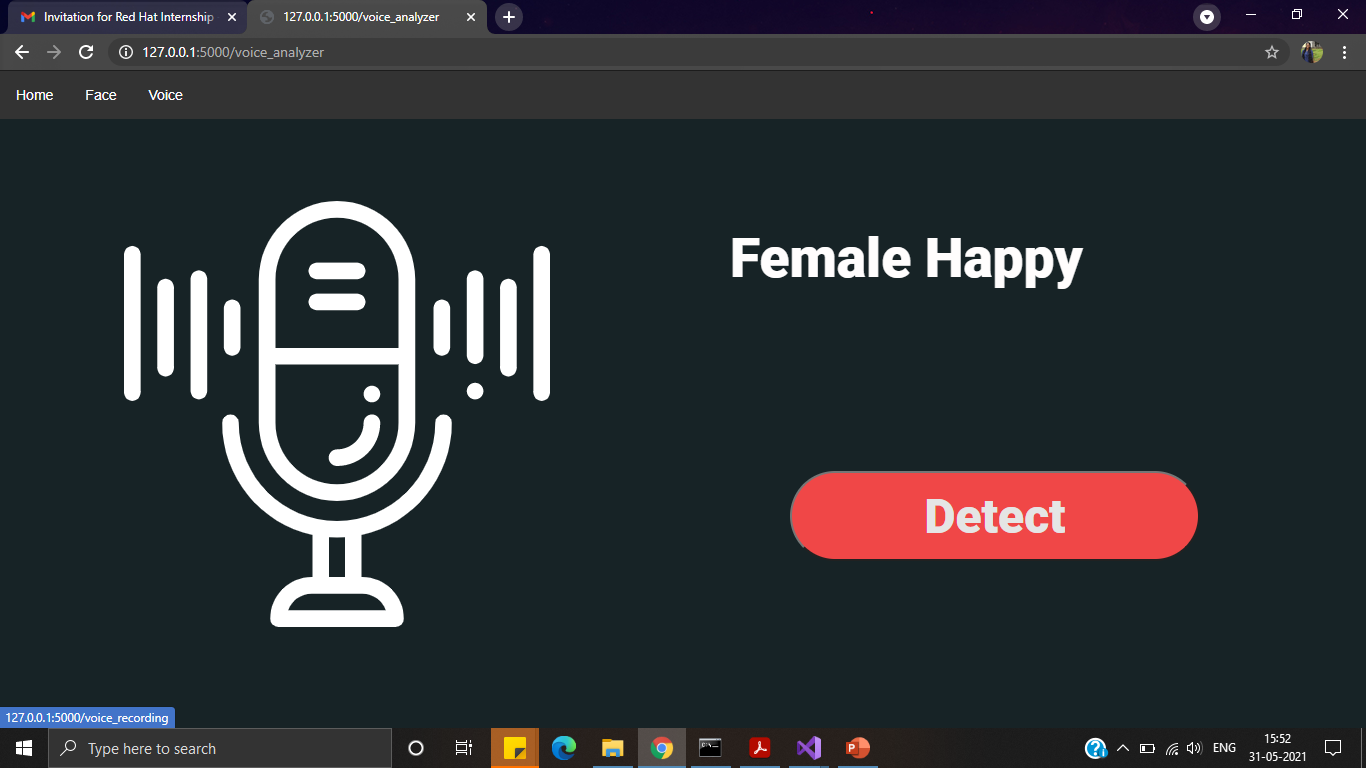 Invitation for Red Hat Internship
127.0.0.1:5000/voice_analyzer
127.0.0.1:5000/voice_analyzer
Home Face Voice
Female Happy
Detect
127.0.0.1:5000/voice_recording
Type here to search
ENG
15:52
31-05-2021